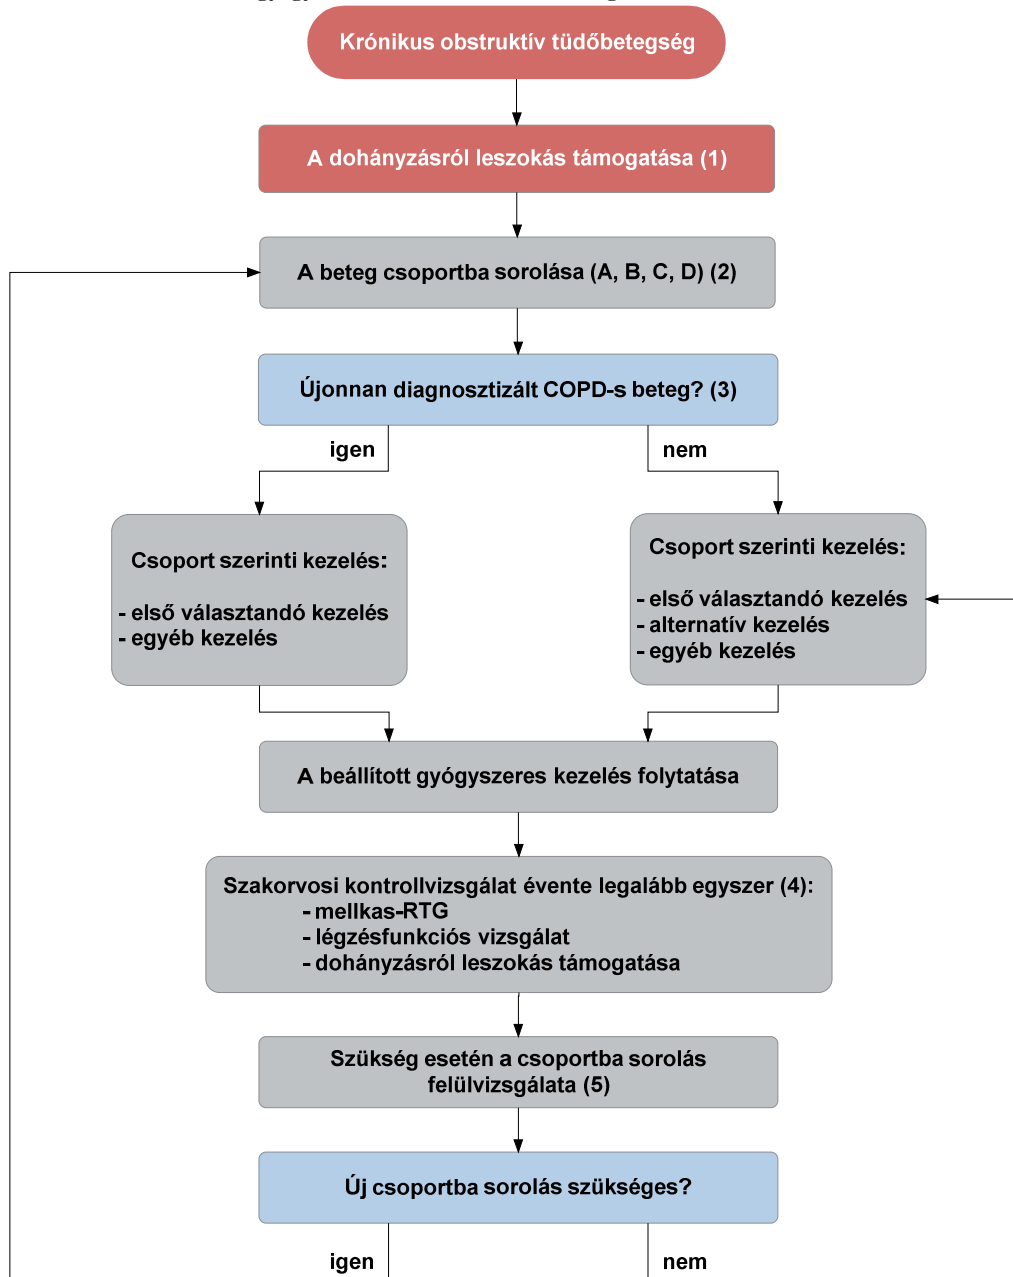 Krónikus obstruktív tüdőbetegség
A dohányzásról leszokás támogatása (1)
A beteg csoportba sorolása (A, B, C, D) (2)
Újonnan diagnosztizált COPD-s beteg? (3)
igen
nem
Csoport szerinti kezelés:
- első választandó kezelés
- egyéb kezelés
Csoport szerinti kezelés:
- első választandó kezelés
- alternatív kezelés
- egyéb kezelés
A beállított gyógyszeres kezelés folytatása
Szakorvosi kontrollvizsgálat évente legalább egyszer (4):
- mellkas-RTG
- légzésfunkciós vizsgálat
- dohányzásról leszokás támogatása
Szükség esetén a csoportba sorolás
felülvizsgálata (5)
Új csoportba sorolás szükséges?
igen
nem